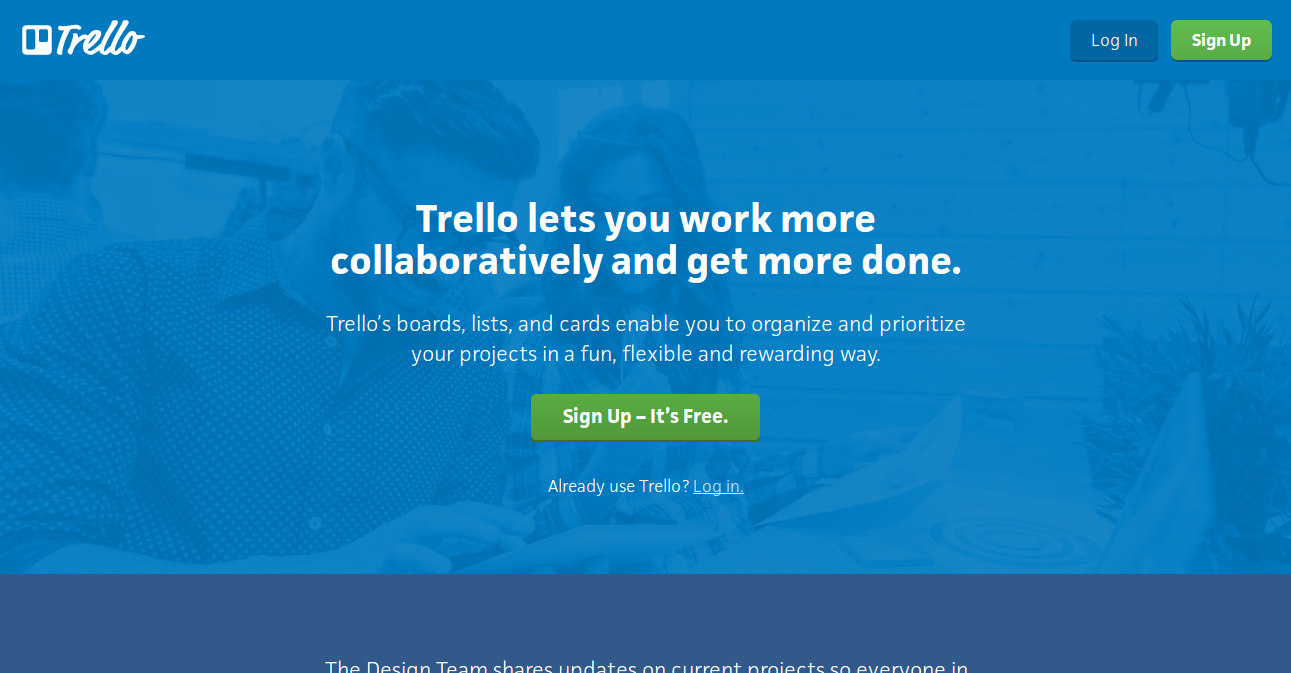 Trello
Log In
Sign Up
Trello lets you work more
collaboratively and get more done.
Trello’s boards, lists, and cards enable you to organize and prioritize
your projects in a fun, flexible and rewarding way.
Sign Up – It’s Free.
Already use Trello? Log in.
The Design Team shares updates on current projects so everyone in